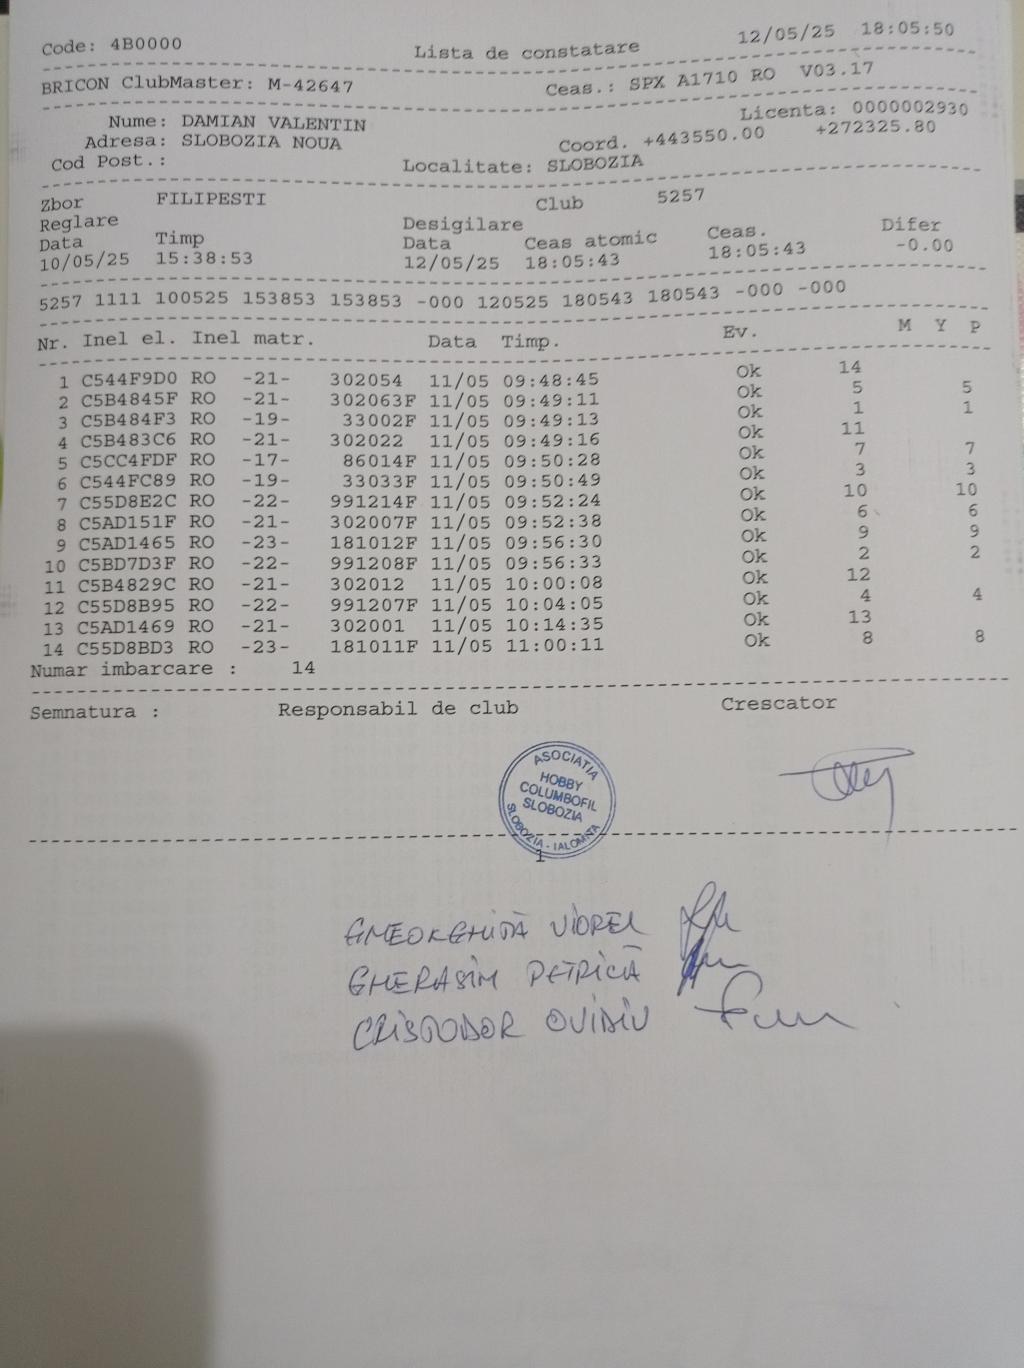 Code: 4B0000 Lista de constatare 12/05/25 18:05:50
BRICON ClubMaster: M-42647 Ceas.: SPX A1710 RO V03.17
Nume: DAMIAN VALENTIN Licenta: 0000002930
Adresa: SLOBOZIA NOUA Coord. +443550.00 +272325.80
Cod Post.: Localitate: SLOBOZIA
Zbor FILIPESTI Club 5257
Reglare Desigilare
Data Timp Data Ceas atomic Ceas. Difer
10/05/25 15:38:53 12/05/25 18:05:43 18:05:43 -0.00
5257 1111 100525 153853 153853 -000 120525 180543 180543 -000 -000
Nr. Inel el. Inel matr. Data Timp. Ev. M Y P
1 C544F9D0 RO -21- 302054 11/05 09:48:45 Ok 14
2 C5B4845F RO -21- 302063F 11/05 09:49:11 Ok 5 5
3 C5B484F3 RO -19- 33002F 11/05 09:49:13 Ok 1 1
4 C5B483C6 RO -21- 302022 11/05 09:49:16 Ok 11
5 C5CC4FDF RO -17- 86014F 11/05 09:50:28 Ok 7 7
6 C544FC89 RO -19- 33033F 11/05 09:50:49 Ok 3 3
7 C55D8E2C RO -22- 991214F 11/05 09:52:24 Ok 10 10
8 C5AD151F RO -21- 302007F 11/05 09:52:38 Ok 6 6
9 C5AD1465 RO -23- 181012F 11/05 09:56:30 Ok 9 9
10 C5BD7D3F RO -22- 991208F 11/05 09:56:33 Ok 2 2
11 C5B4829C RO -21- 302012 11/05 10:00:08 Ok 12
12 C55D8B95 RO -22- 991207F 11/05 10:04:05 Ok 4 4
13 C5AD1469 RO -21- 302001 11/05 10:14:35 Ok 13
14 C55D8BD3 RO -23- 181011F 11/05 11:00:11 Ok 8 8
Numar imbarcare : 14
Semnatura : Responsabil de club Crescator
ASOCIATIA
HOBBY
COLUMBOFIL
SLOBOZIA
SLOBOZIA - IALOMITA
1
GHEORGHIȚĂ VIOREL
GHERASIM PETRICĂ
CRISTODOR OVIDIU